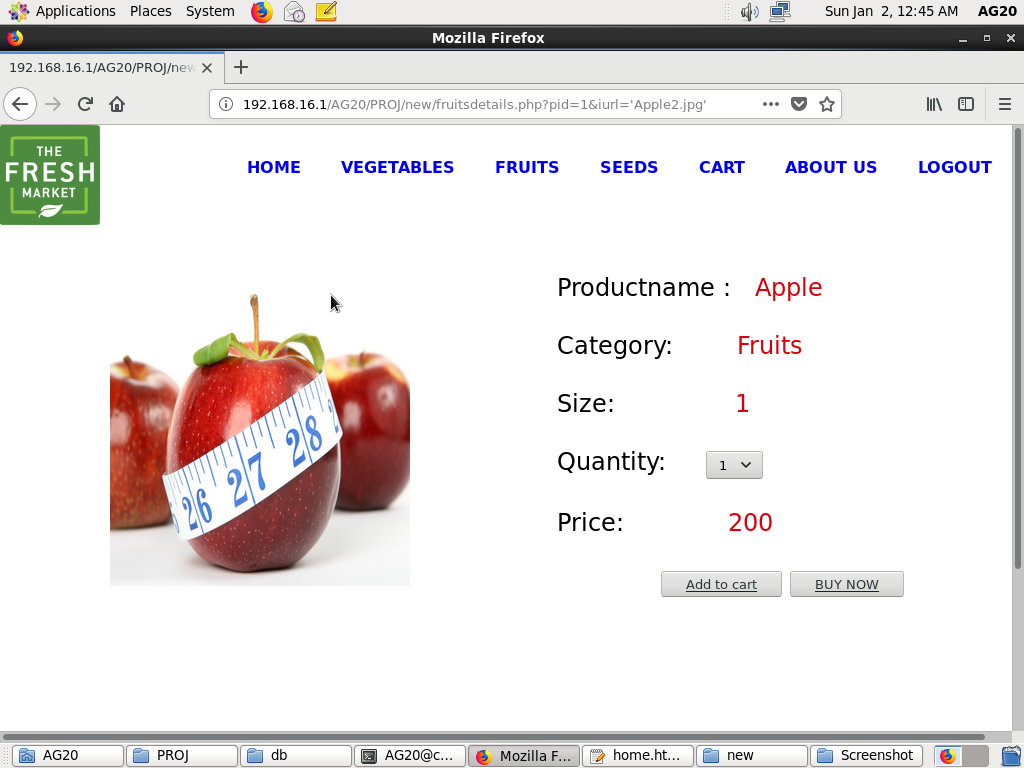 Applications Places System Sun Jan 2, 12:45 AM AG20
Mozilla Firefox
192.168.16.1/AG20/PROJ/new
192.168.16.1/AG20/PROJ/new/fruitsdetails.php?pid=1&iurl='Apple2.jpg'
THE
FRESH
MARKET
HOME VEGETABLES FRUITS SEEDS CART ABOUT US LOGOUT
Productname : Apple
Category: Fruits
Size: 1
Quantity: 1
Price: 200
26 27 28
Add to cart BUY NOW
AG20 PROJ db AG20@c... Mozilla F... home.ht... new Screenshot